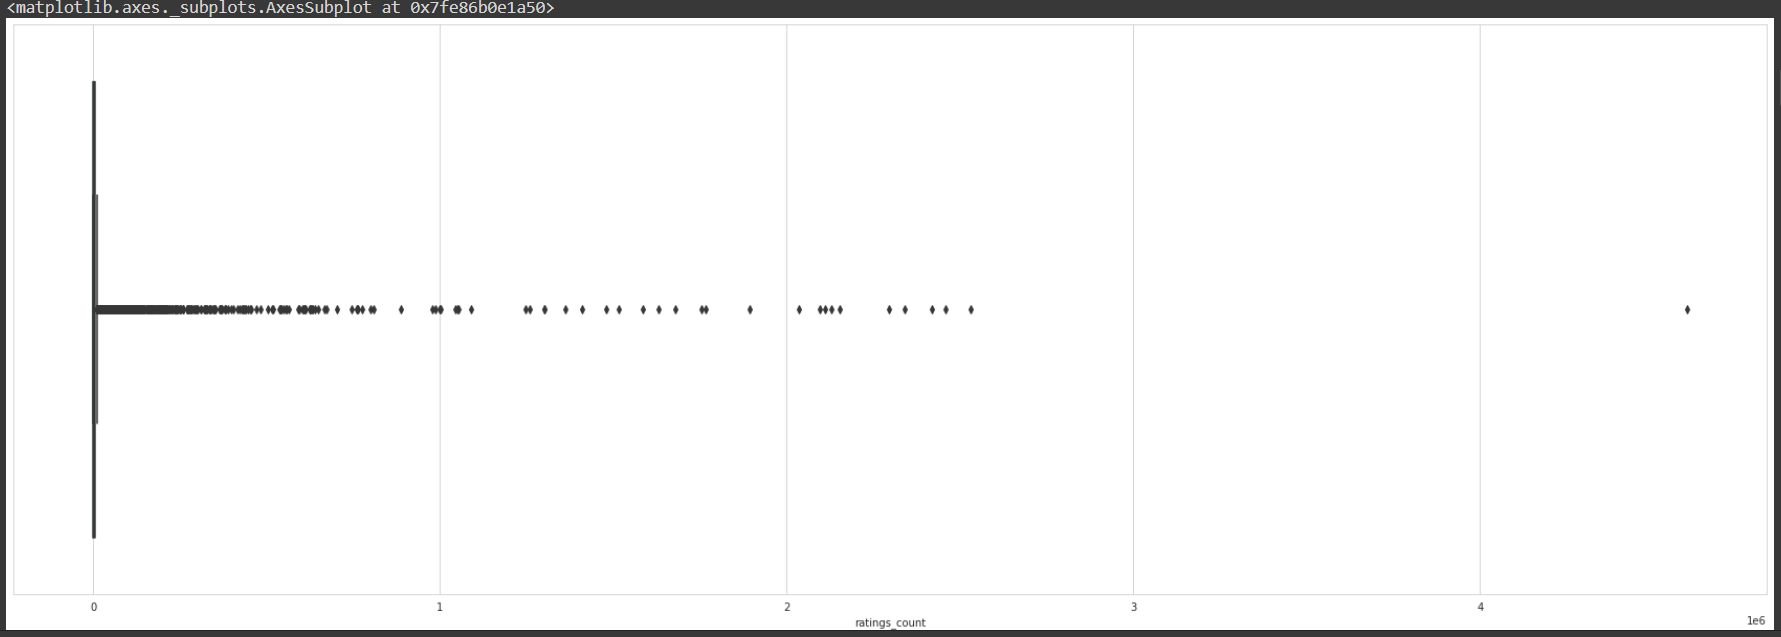 <matplotlib.axes._subplots.AxesSubplot at 0x7fe86b0e1a50>
0 1 2 3 4
ratings_count
1e6